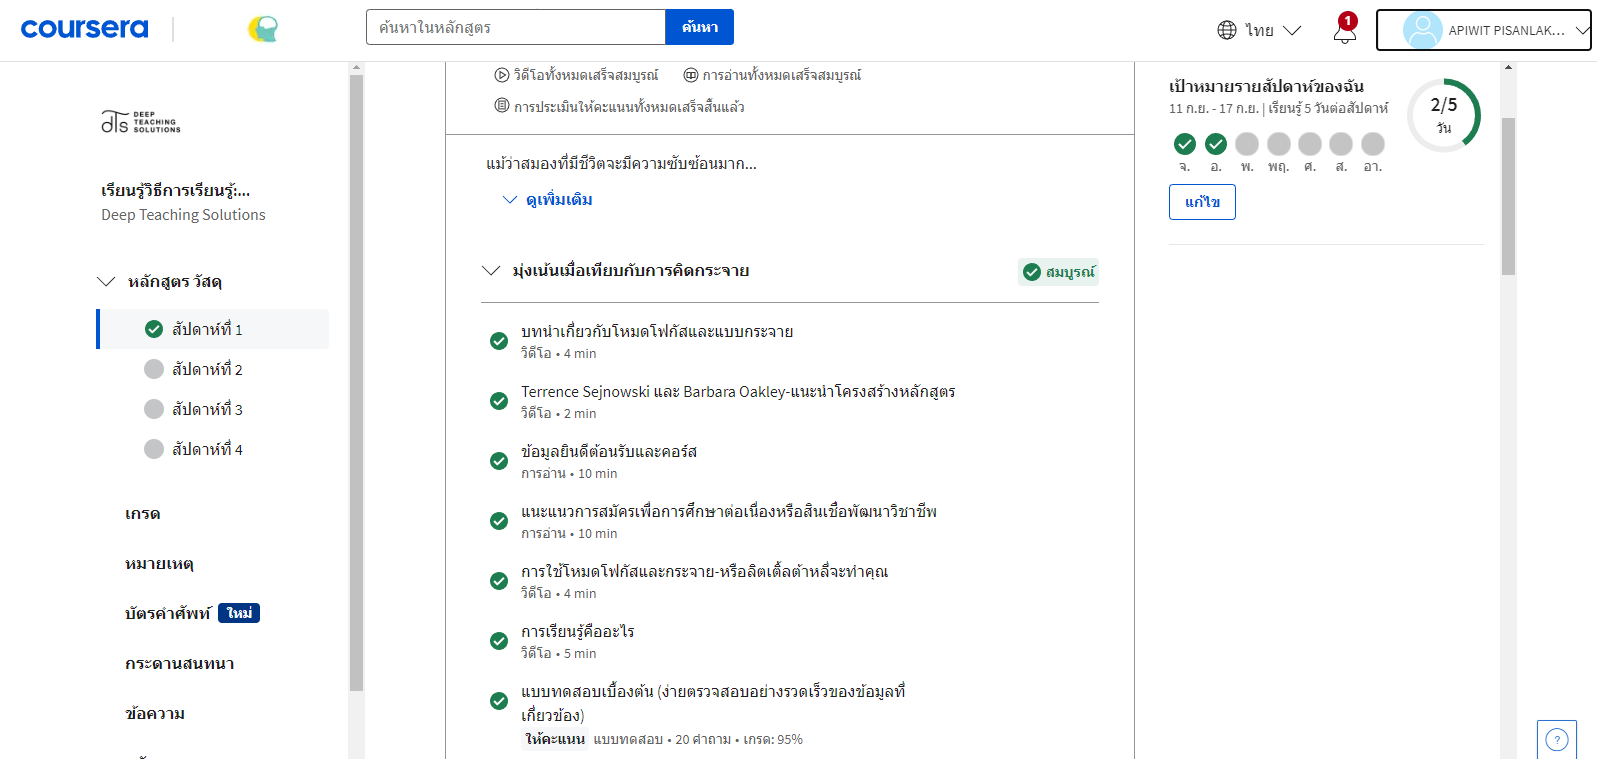 coursera
ค้นหาในหลักสูตร
ค้นหา
ไทย
1
APIWIT PISANLAK...
วิดีโอทั้งหมดเสร็จสมบูรณ์
การอ่านทั้งหมดเสร็จสมบูรณ์
การประเมินให้คะแนนทั้งหมดเสร็จสิ้นแล้ว
DEEP
TEACHING
SOLUTIONS
เรียนรู้วิธีการเรียนรู้:...
Deep Teaching Solutions
หลักสูตร วัสดุ
สัปดาห์ที่ 1
สัปดาห์ที่ 2
สัปดาห์ที่ 3
สัปดาห์ที่ 4
เกรด
หมายเหตุ
บัตรคำศัพท์ ใหม่
กระดานสนทนา
ข้อความ
แม้ว่าสมองที่มีชีวิตจะมีความซับซ้อนมาก...
ดูเพิ่มเติม
มุ่งเน้นเมื่อเทียบกับการคิดกระจาย
สมบูรณ์
บทนำเกี่ยวกับโหมดโฟกัสและแบบกระจาย
วิดีโอ • 4 min
Terrence Sejnowski และ Barbara Oakley-แนะนำโครงสร้างหลักสูตร
วิดีโอ • 2 min
ข้อมูลยินดีต้อนรับและคอร์ส
การอ่าน • 10 min
แนะแนวการสมัครเพื่อการศึกษาต่อเนื่องหรือสินเชื่อพัฒนาวิชาชีพ
การอ่าน • 10 min
การใช้โหมดโฟกัสและกระจาย-หรือลิตเติ้ลต้าหลี่จะทำคุณ
วิดีโอ • 4 min
การเรียนรู้คืออะไร
วิดีโอ • 5 min
แบบทดสอบเบื้องต้น (ง่ายตรวจสอบอย่างรวดเร็วของข้อมูลที่
เกี่ยวข้อง)
ให้คะแนน แบบทดสอบ • 20 คำถาม • เกรด: 95%
เป้าหมายรายสัปดาห์ของฉัน
11 ก.ย. - 17 ก.ย. | เรียนรู้ 5 วันต่อสัปดาห์
2/5
วัน
จ. อ. พ. พฤ. ศ. ส. อา.
แก้ไข
?